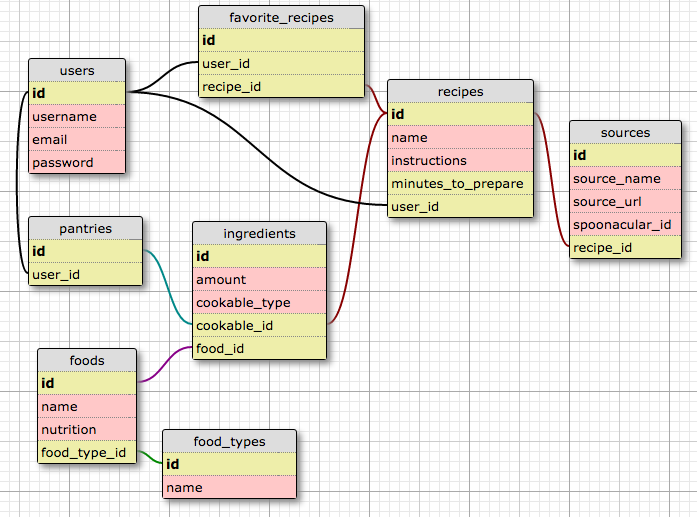 favorite_recipes
id
user_id
recipe_id
users
id
username
email
password
recipes
id
name
instructions
minutes_to_prepare
user_id
sources
id
source_name
source_url
spoonacular_id
recipe_id
pantries
id
user_id
ingredients
id
amount
cookable_type
cookable_id
food_id
foods
id
name
nutrition
food_type_id
food_types
id
name